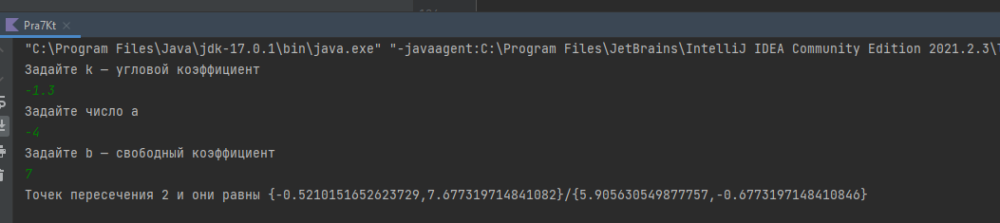 Pra7Kt
"C:\Program Files\Java\jdk-17.0.1\bin\java.exe" "-javaagent:C:\Program Files\JetBrains\IntelliJ IDEA Community Edition 2021.2.3\
Задайте k — угловой коэффициент
-1.3
Задайте число a
-4
Задайте b — свободный коэффициент
7
Точек пересечения 2 и они равны {-0.5210151652623729,7.677319714841082}/{5.905630549877757,-0.6773197148410846}